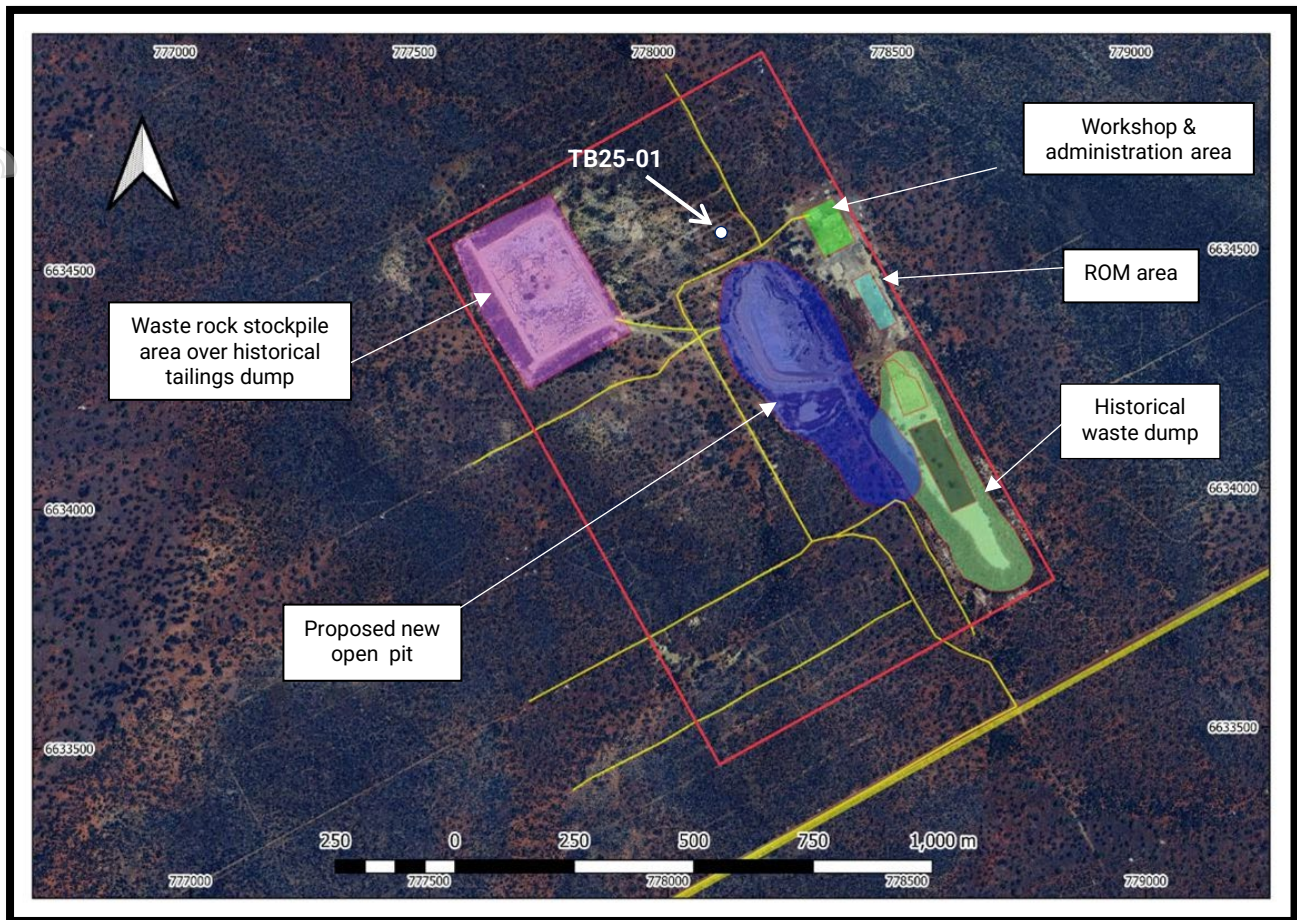 777000
777500
778000
778500
779000
Workshop &
administration area
TB25-01
6634500
6634500
ROM area
Waste rock stockpile
area over historical
tailings dump
Historical
waste dump
6634000
6634000
Proposed new
open pit
6633500
6633500
250
0
250
500
750
1,000 m
777000
777500
778000
778500
779000